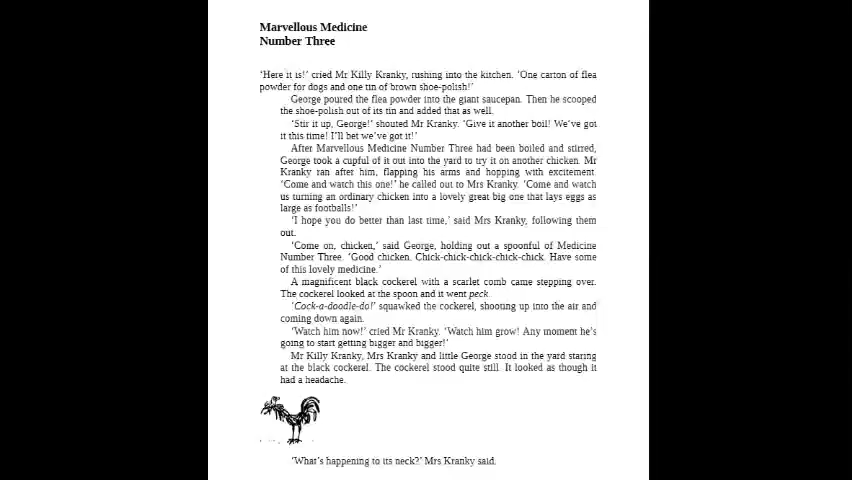 Marvellous Medicine
Number Three
‘Here it is!’ cried Mr Killy Kranky, rushing into the kitchen. ‘One carton of flea
powder for dogs and one tin of brown shoe-polish!’
George poured the flea powder into the giant saucepan. Then he scooped
the shoe-polish out of its tin and added that as well.
‘Stir it up, George!’ shouted Mr Kranky. ‘Give it another boil! We’ve got
it this time! I’ll bet we’ve got it!’
After Marvellous Medicine Number Three had been boiled and stirred,
George took a cupful of it out into the yard to try it on another chicken. Mr
Kranky ran after him, flapping his arms and hopping with excitement.
‘Come and watch this one!’ he called out to Mrs Kranky. ‘Come and watch
us turning an ordinary chicken into a lovely great big one that lays eggs as
large as footballs!’
‘I hope you do better than last time,’ said Mrs Kranky, following them
out.
‘Come on, chicken,’ said George, holding out a spoonful of Medicine
Number Three. ‘Good chicken. Chick-chick-chick-chick-chick. Have some
of this lovely medicine.’
A magnificent black cockerel with a scarlet comb came stepping over.
The cockerel looked at the spoon and it went peck.
‘Cock-a-doodle-do!’ squawked the cockerel, shooting up into the air and
coming down again.
‘Watch him now!’ cried Mr Kranky. ‘Watch him grow! Any moment he’s
going to start getting bigger and bigger!’
Mr Killy Kranky, Mrs Kranky and little George stood in the yard staring
at the black cockerel. The cockerel stood quite still. It looked as though it
had a headache.
‘What’s happening to its neck?’ Mrs Kranky said.